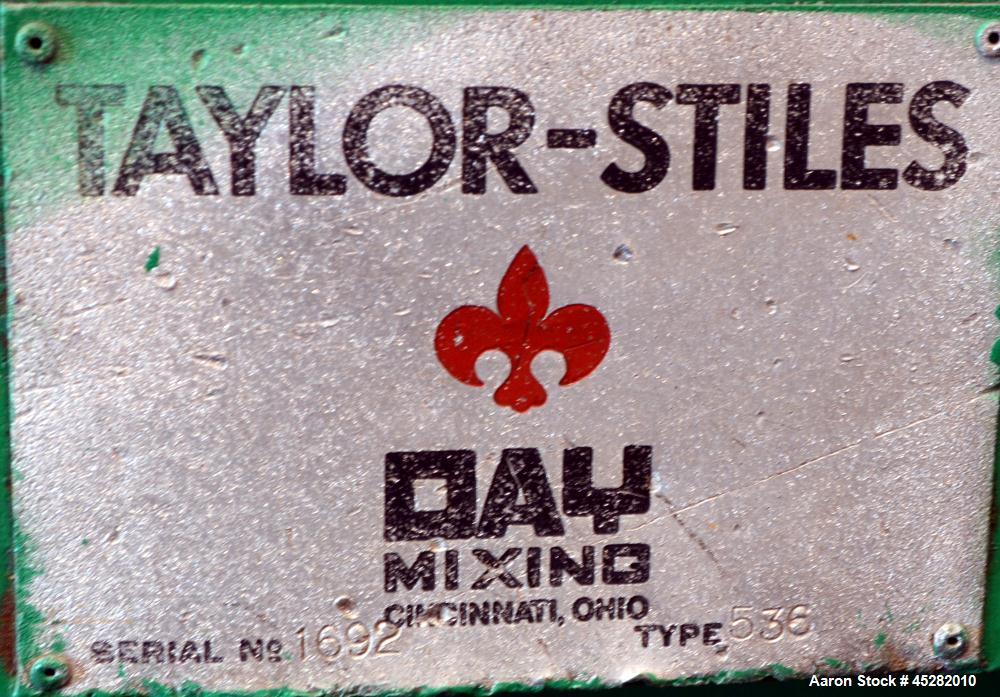 TAYLOR-STILES
DAY
MIXING
CINCINNATI, OHIO
SERIAL Nº 1692 TYPE 536
Aaron Stock # 45282010